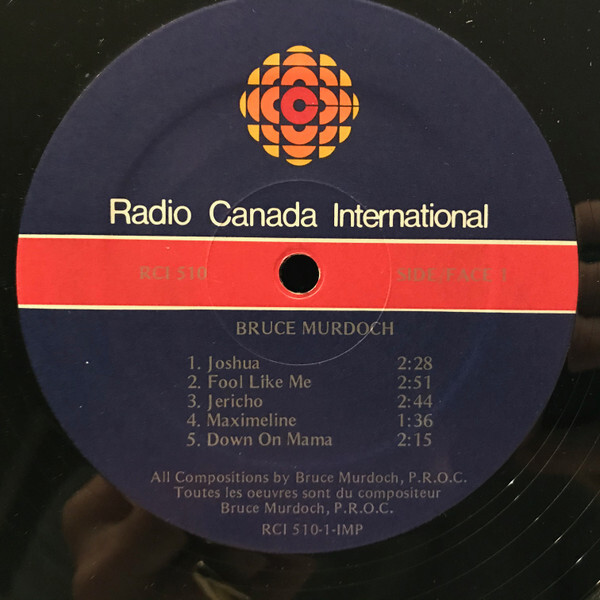 Radio Canada International
RCI 510 SIDE/FACE 1
BRUCE MURDOCH
1. Joshua 2:28
2. Fool Like Me 2:51
3. Jericho 2:44
4. Maximeline 1:36
5. Down On Mama 2:15
All Compositions by Bruce Murdoch, P.R.O.C.
Toutes les oeuvres sont du compositeur
Bruce Murdoch, P.R.O.C.
RCI 510-1-IMP